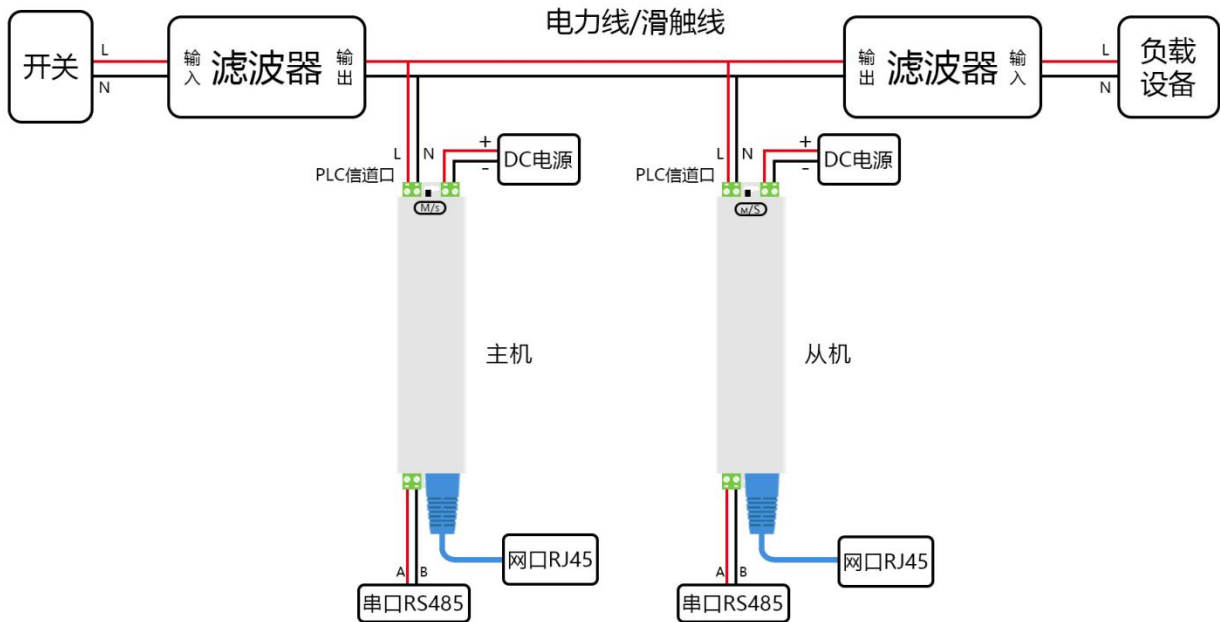 电力线/滑触线
开关
L
N
输入
滤波器
输出
输出
滤波器
输入
L
N
负载
设备
L
N
+
-
DC电源
PLC信道口
M/s
L
N
+
-
DC电源
PLC信道口
M/S
主机
从机
A
B
网口RJ45
串口RS485
A
B
网口RJ45
串口RS485